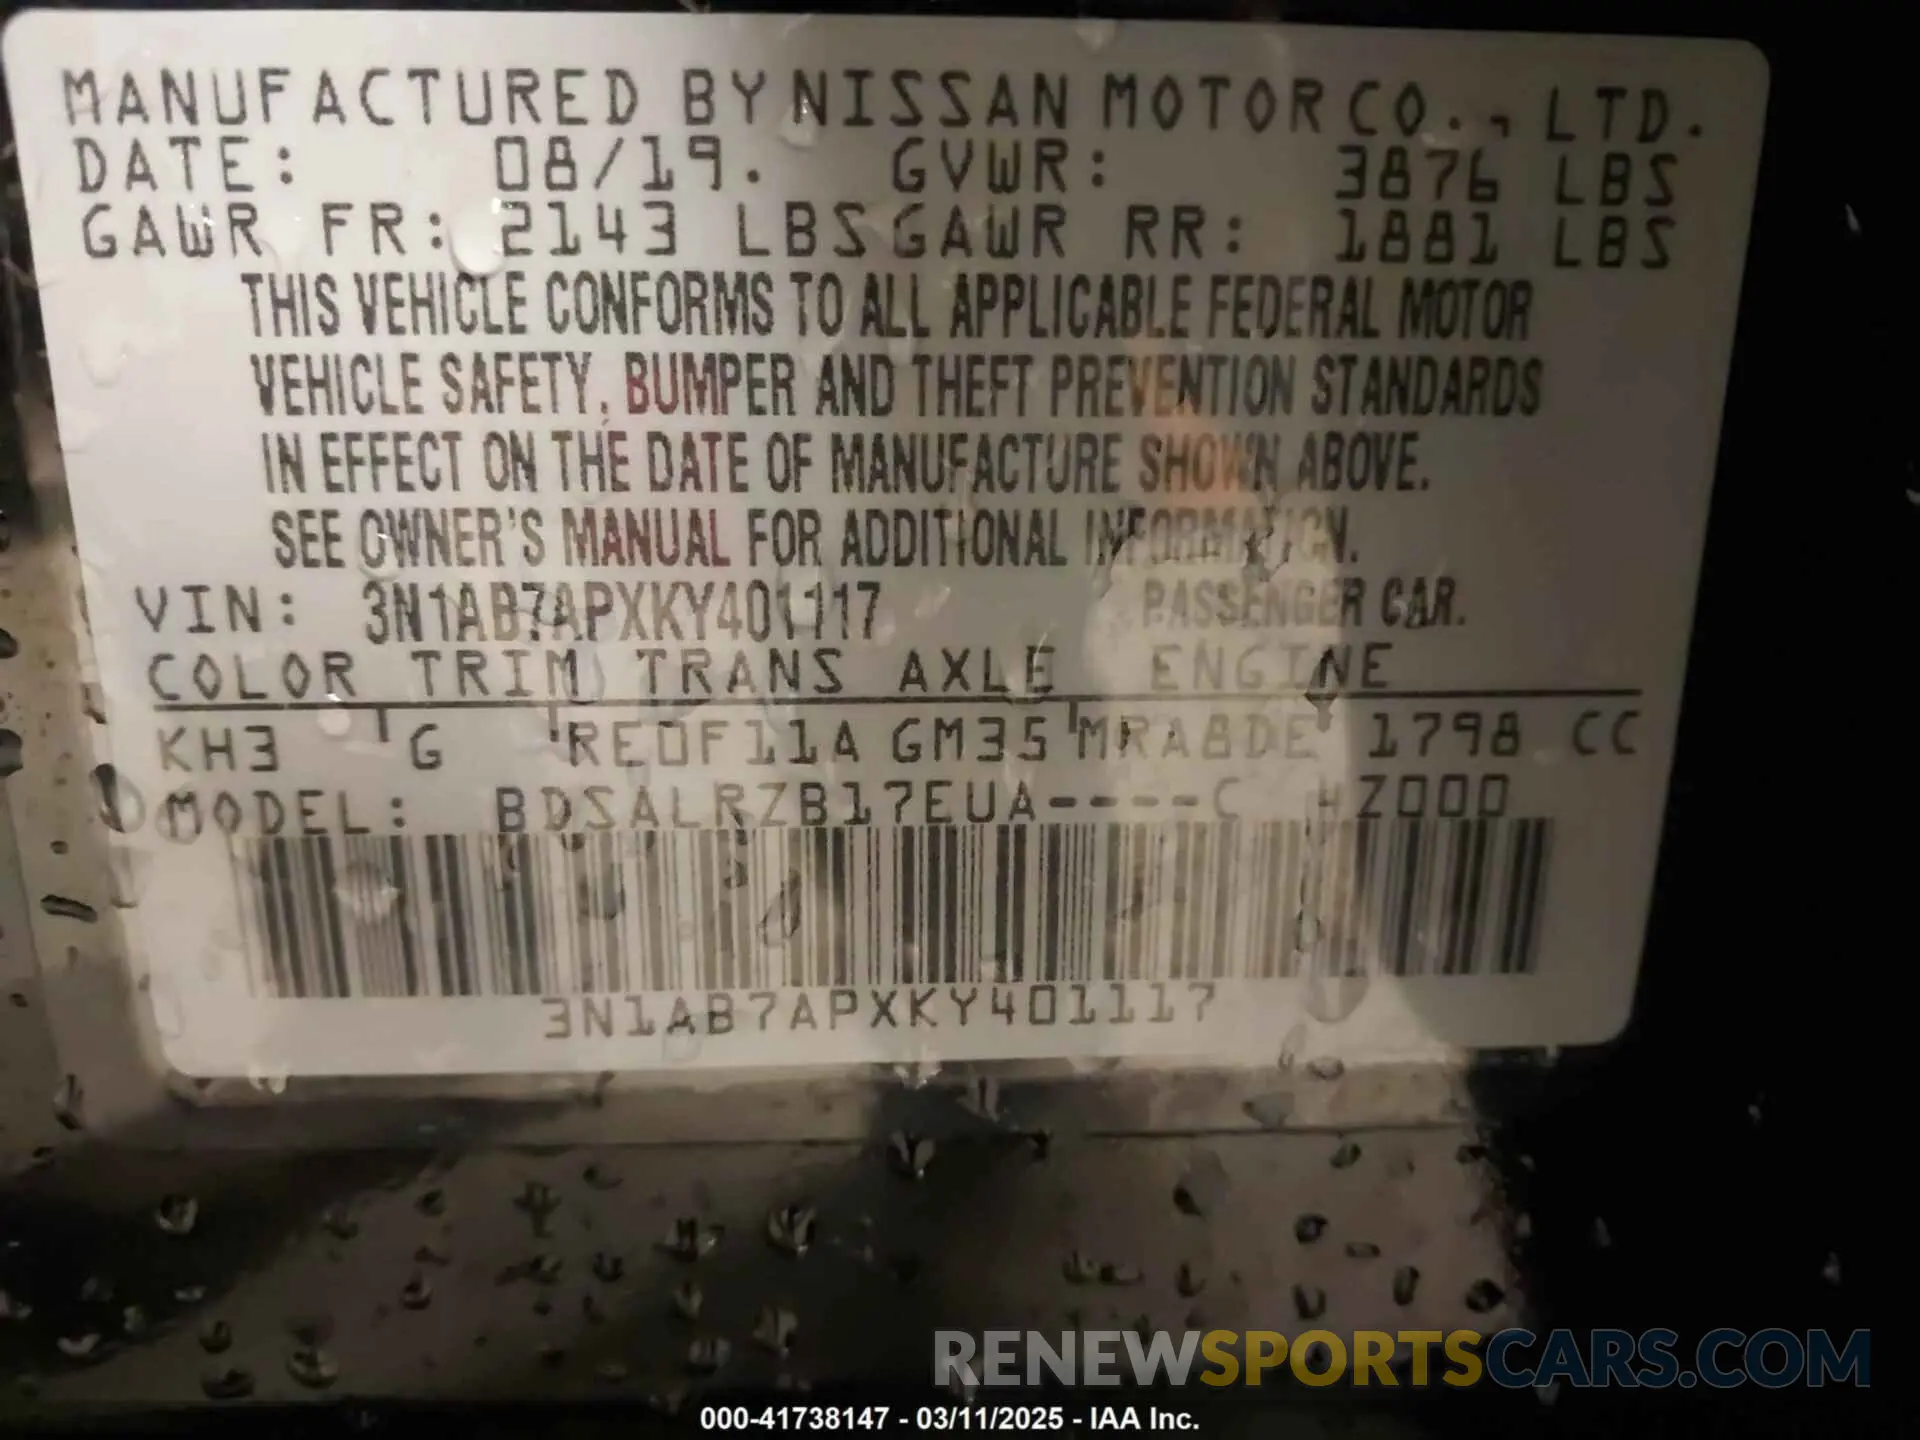 MANUFACTURED BY NISSAN MOTOR CO., LTD.
DATE: 08/19. GVWR: 3876 LBS
GAWR FR: 2143 LBS GAWR RR: 1881 LBS
THIS VEHICLE CONFORMS TO ALL APPLICABLE FEDERAL MOTOR
VEHICLE SAFETY, BUMPER AND THEFT PREVENTION STANDARDS
IN EFFECT ON THE DATE OF MANUFACTURE SHOWN ABOVE.
SEE OWNER'S MANUAL FOR ADDITIONAL INFORMATION.
VIN: 3N1AB7APXKY401117 PASSENGER CAR.
COLOR TRIM TRANS AXLE ENGINE
KH3 G RE0F11A GM35 MRA8DE 1798 CC
MODEL: BDSALRZB17EUA----C HZ000
3N1AB7APXKY401117
RENEWSPORTSCARS.COM
000-41738147 - 03/11/2025 - IAA Inc.